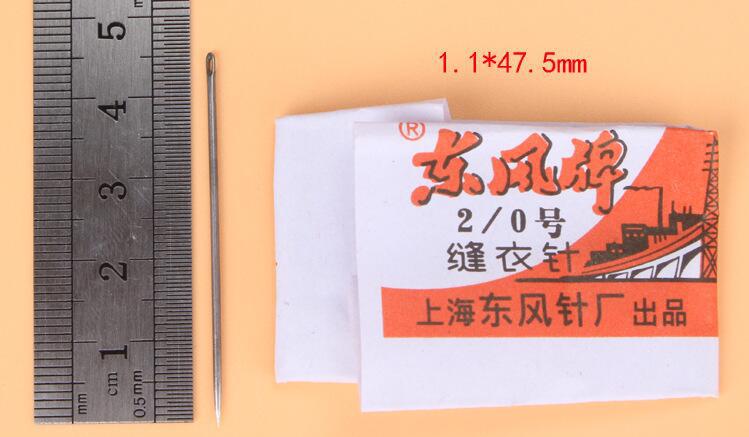 5
4
3
2
1
cm
mm
0.5mm
1.1*47.5mm
®
东风牌
2/0号
缝衣针
上海东风针厂出品